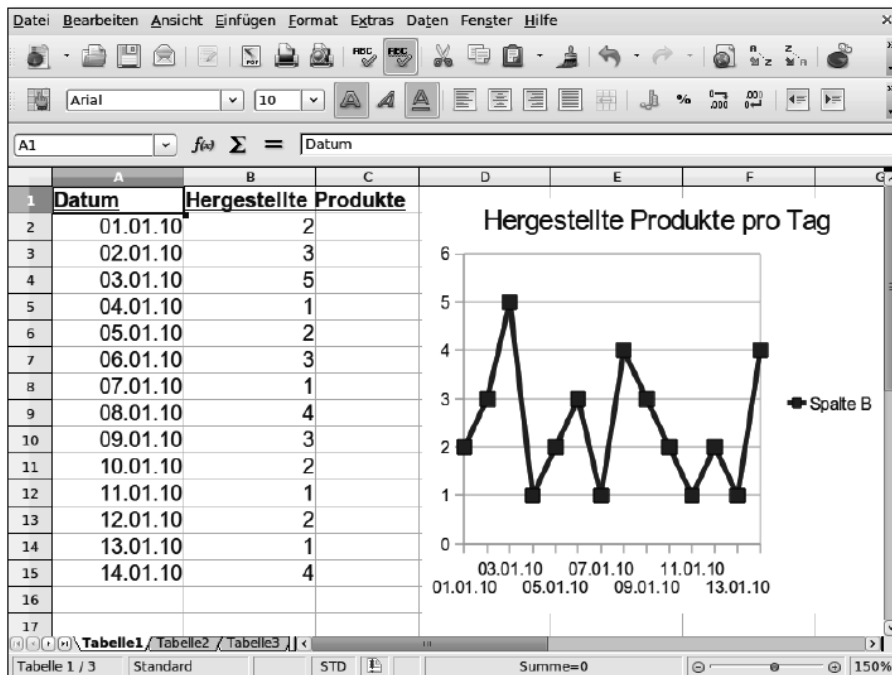 Datei Bearbeiten Ansicht Einfügen Format Extras Daten Fenster Hilfe
Arial 10
A1 f(x) Σ = Datum
A B C D E F G
1 Datum Hergestellte Produkte
2 01.01.10 2
3 02.01.10 3
4 03.01.10 5
5 04.01.10 1
6 05.01.10 2
7 06.01.10 3
8 07.01.10 1
9 08.01.10 4
10 09.01.10 3
11 10.01.10 2
12 11.01.10 1
13 12.01.10 2
14 13.01.10 1
15 14.01.10 4
16
17
Hergestellte Produkte pro Tag
6
5
4
3
2
1
0
Spalte B
03.01.10 07.01.10 11.01.10
01.01.10 05.01.10 09.01.10 13.01.10
Tabelle1 Tabelle2 Tabelle3
Tabelle 1 / 3 Standard STD Summe=0 150%